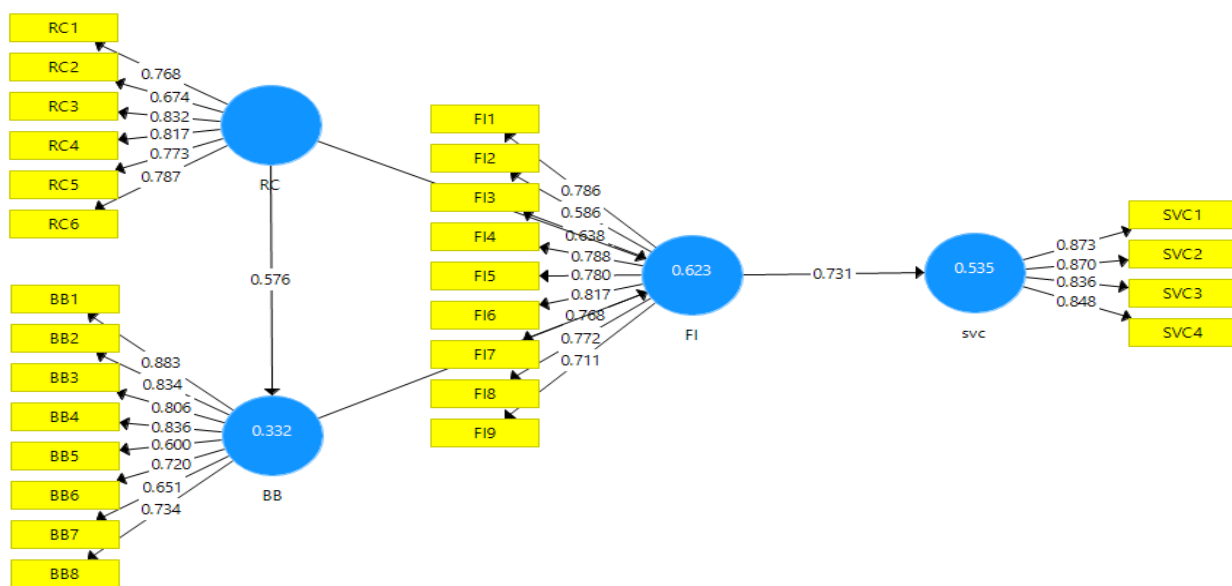 RC1
RC2
RC3
RC4
RC5
RC6
0.768
0.674
0.832
0.817
0.773
0.787
RC
0.576
BB1
BB2
BB3
BB4
BB5
BB6
BB7
BB8
0.883
0.834
0.806
0.836
0.600
0.720
0.651
0.734
0.332
BB
FI1
FI2
FI3
FI4
FI5
FI6
FI7
FI8
FI9
0.786
0.586
0.638
0.788
0.780
0.817
0.768
0.772
0.711
0.623
FI
0.731
0.535
svc
0.873
0.870
0.836
0.848
SVC1
SVC2
SVC3
SVC4